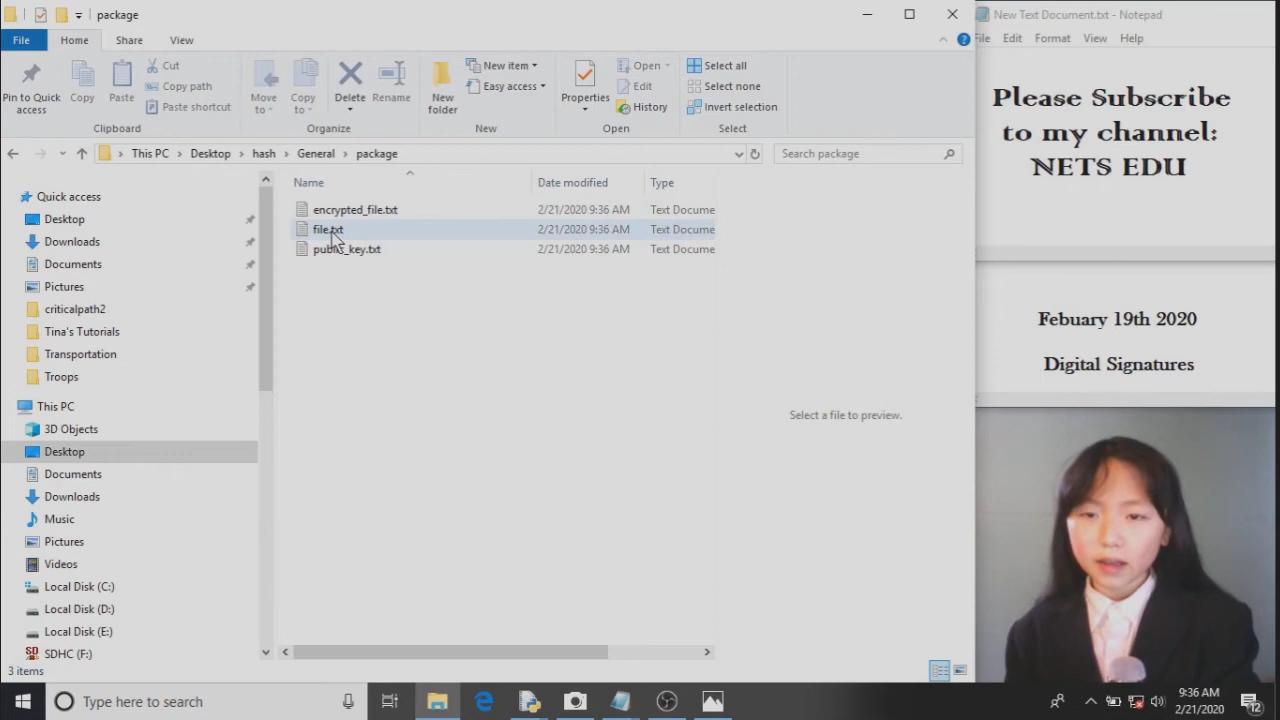 package
File
Home
Share
View
Pin to Quick
access
Copy
Paste
Cut
Copy path
Paste shortcut
Clipboard
Move
to
Copy
to
Delete
Rename
Organize
New
folder
New item
Easy access
New
Properties
Open
Edit
History
Open
Select all
Select none
Invert selection
Select
This PC > Desktop > hash > General > package
Search package
Quick access
Desktop
Downloads
Documents
Pictures
criticalpath2
Tina's Tutorials
Transportation
Troops
This PC
3D Objects
Desktop
Documents
Downloads
Music
Pictures
Videos
Local Disk (C:)
Local Disk (D:)
Local Disk (E:)
SDHC (F:)
Name Date modified Type
encrypted_file.txt 2/21/2020 9:36 AM Text Docume
file.txt 2/21/2020 9:36 AM Text Docume
public_key.txt 2/21/2020 9:36 AM Text Docume
Select a file to preview.
3 items
New Text Document.txt - Notepad
File Edit Format View Help
Please Subscribe
to my channel:
NETS EDU
Febuary 19th 2020
Digital Signatures
Type here to search
9:36 AM
2/21/2020
12